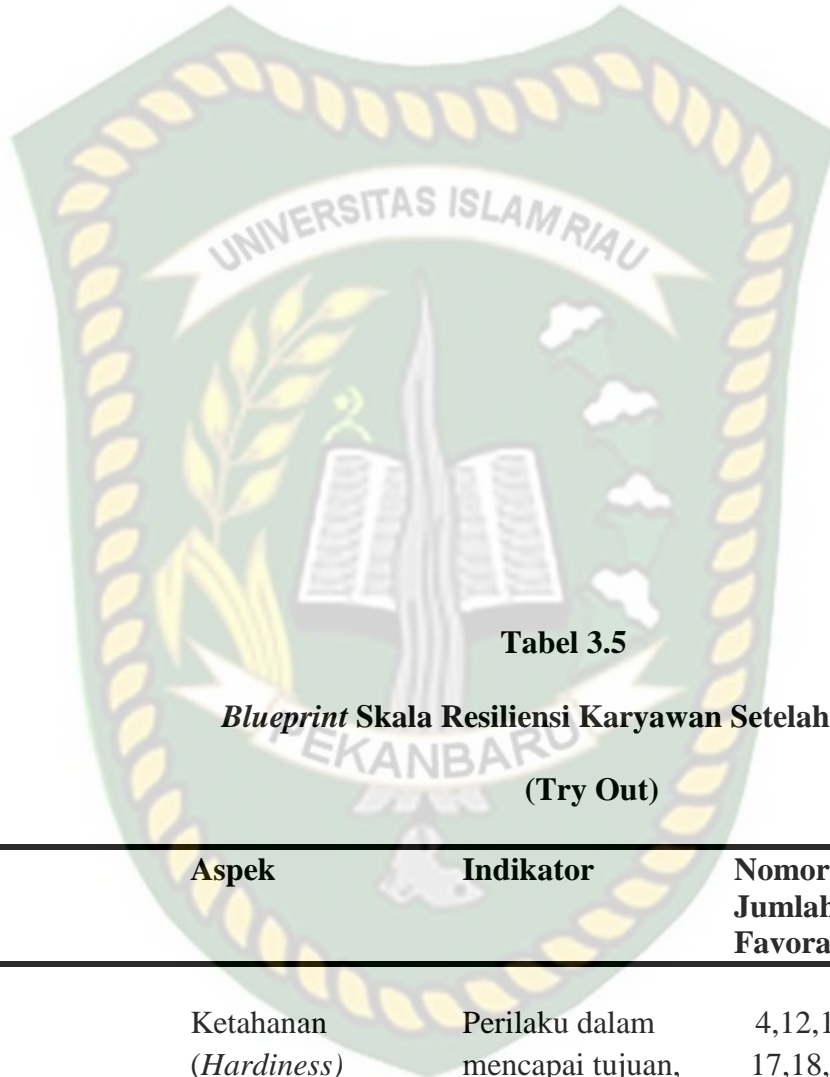 UNIVERSITAS ISLAM RIAU
Tabel 3.5
Blueprint Skala Resiliensi Karyawan Setelah
PEKANBARU
(Try Out)
Aspek Indikator Nomor
Jumlah
Favora
Ketahanan Perilaku dalam 4,12,1
(Hardiness) mencapai tujuan, 17,18,